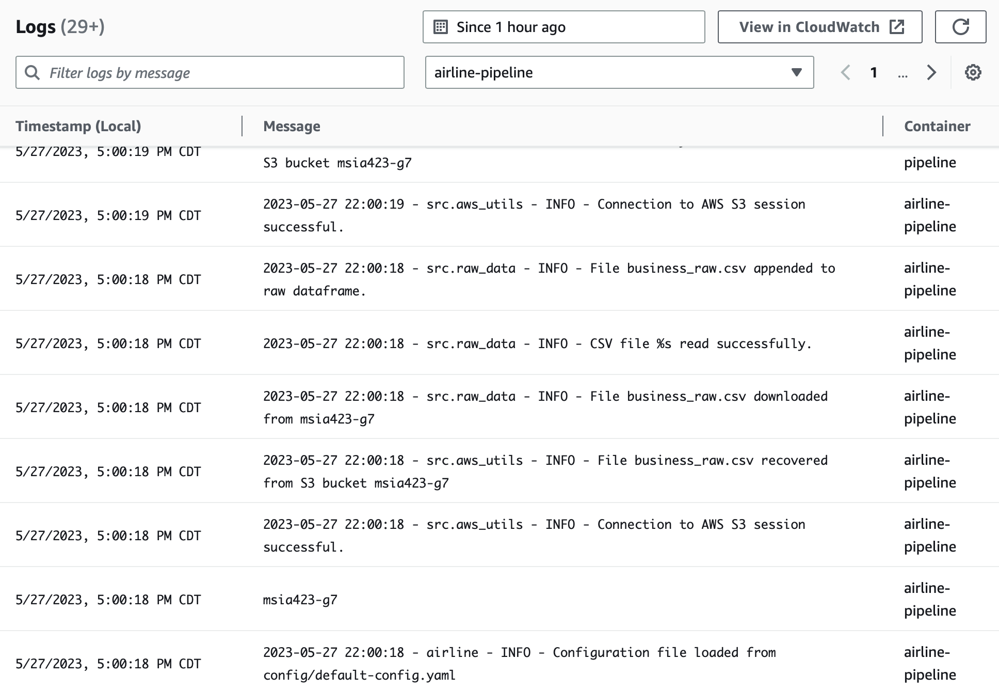 Logs (29+)
Since 1 hour ago
View in CloudWatch
Filter logs by message
airline-pipeline
1
...
Timestamp (Local)
Message
Container
5/27/2023, 5:00:19 PM CDT
S3 bucket msia423-g7
pipeline
5/27/2023, 5:00:19 PM CDT
2023-05-27 22:00:19 - src.aws_utils - INFO - Connection to AWS S3 session
successful.
airline-
pipeline
5/27/2023, 5:00:18 PM CDT
2023-05-27 22:00:18 - src.raw_data - INFO - File business_raw.csv appended to
raw dataframe.
airline-
pipeline
5/27/2023, 5:00:18 PM CDT
2023-05-27 22:00:18 - src.raw_data - INFO - CSV file %s read successfully.
airline-
pipeline
5/27/2023, 5:00:18 PM CDT
2023-05-27 22:00:18 - src.raw_data - INFO - File business_raw.csv downloaded
from msia423-g7
airline-
pipeline
5/27/2023, 5:00:18 PM CDT
2023-05-27 22:00:18 - src.aws_utils - INFO - File business_raw.csv recovered
from S3 bucket msia423-g7
airline-
pipeline
5/27/2023, 5:00:18 PM CDT
2023-05-27 22:00:18 - src.aws_utils - INFO - Connection to AWS S3 session
successful.
airline-
pipeline
5/27/2023, 5:00:18 PM CDT
msia423-g7
airline-
pipeline
5/27/2023, 5:00:18 PM CDT
2023-05-27 22:00:18 - airline - INFO - Configuration file loaded from
config/default-config.yaml
airline-
pipeline